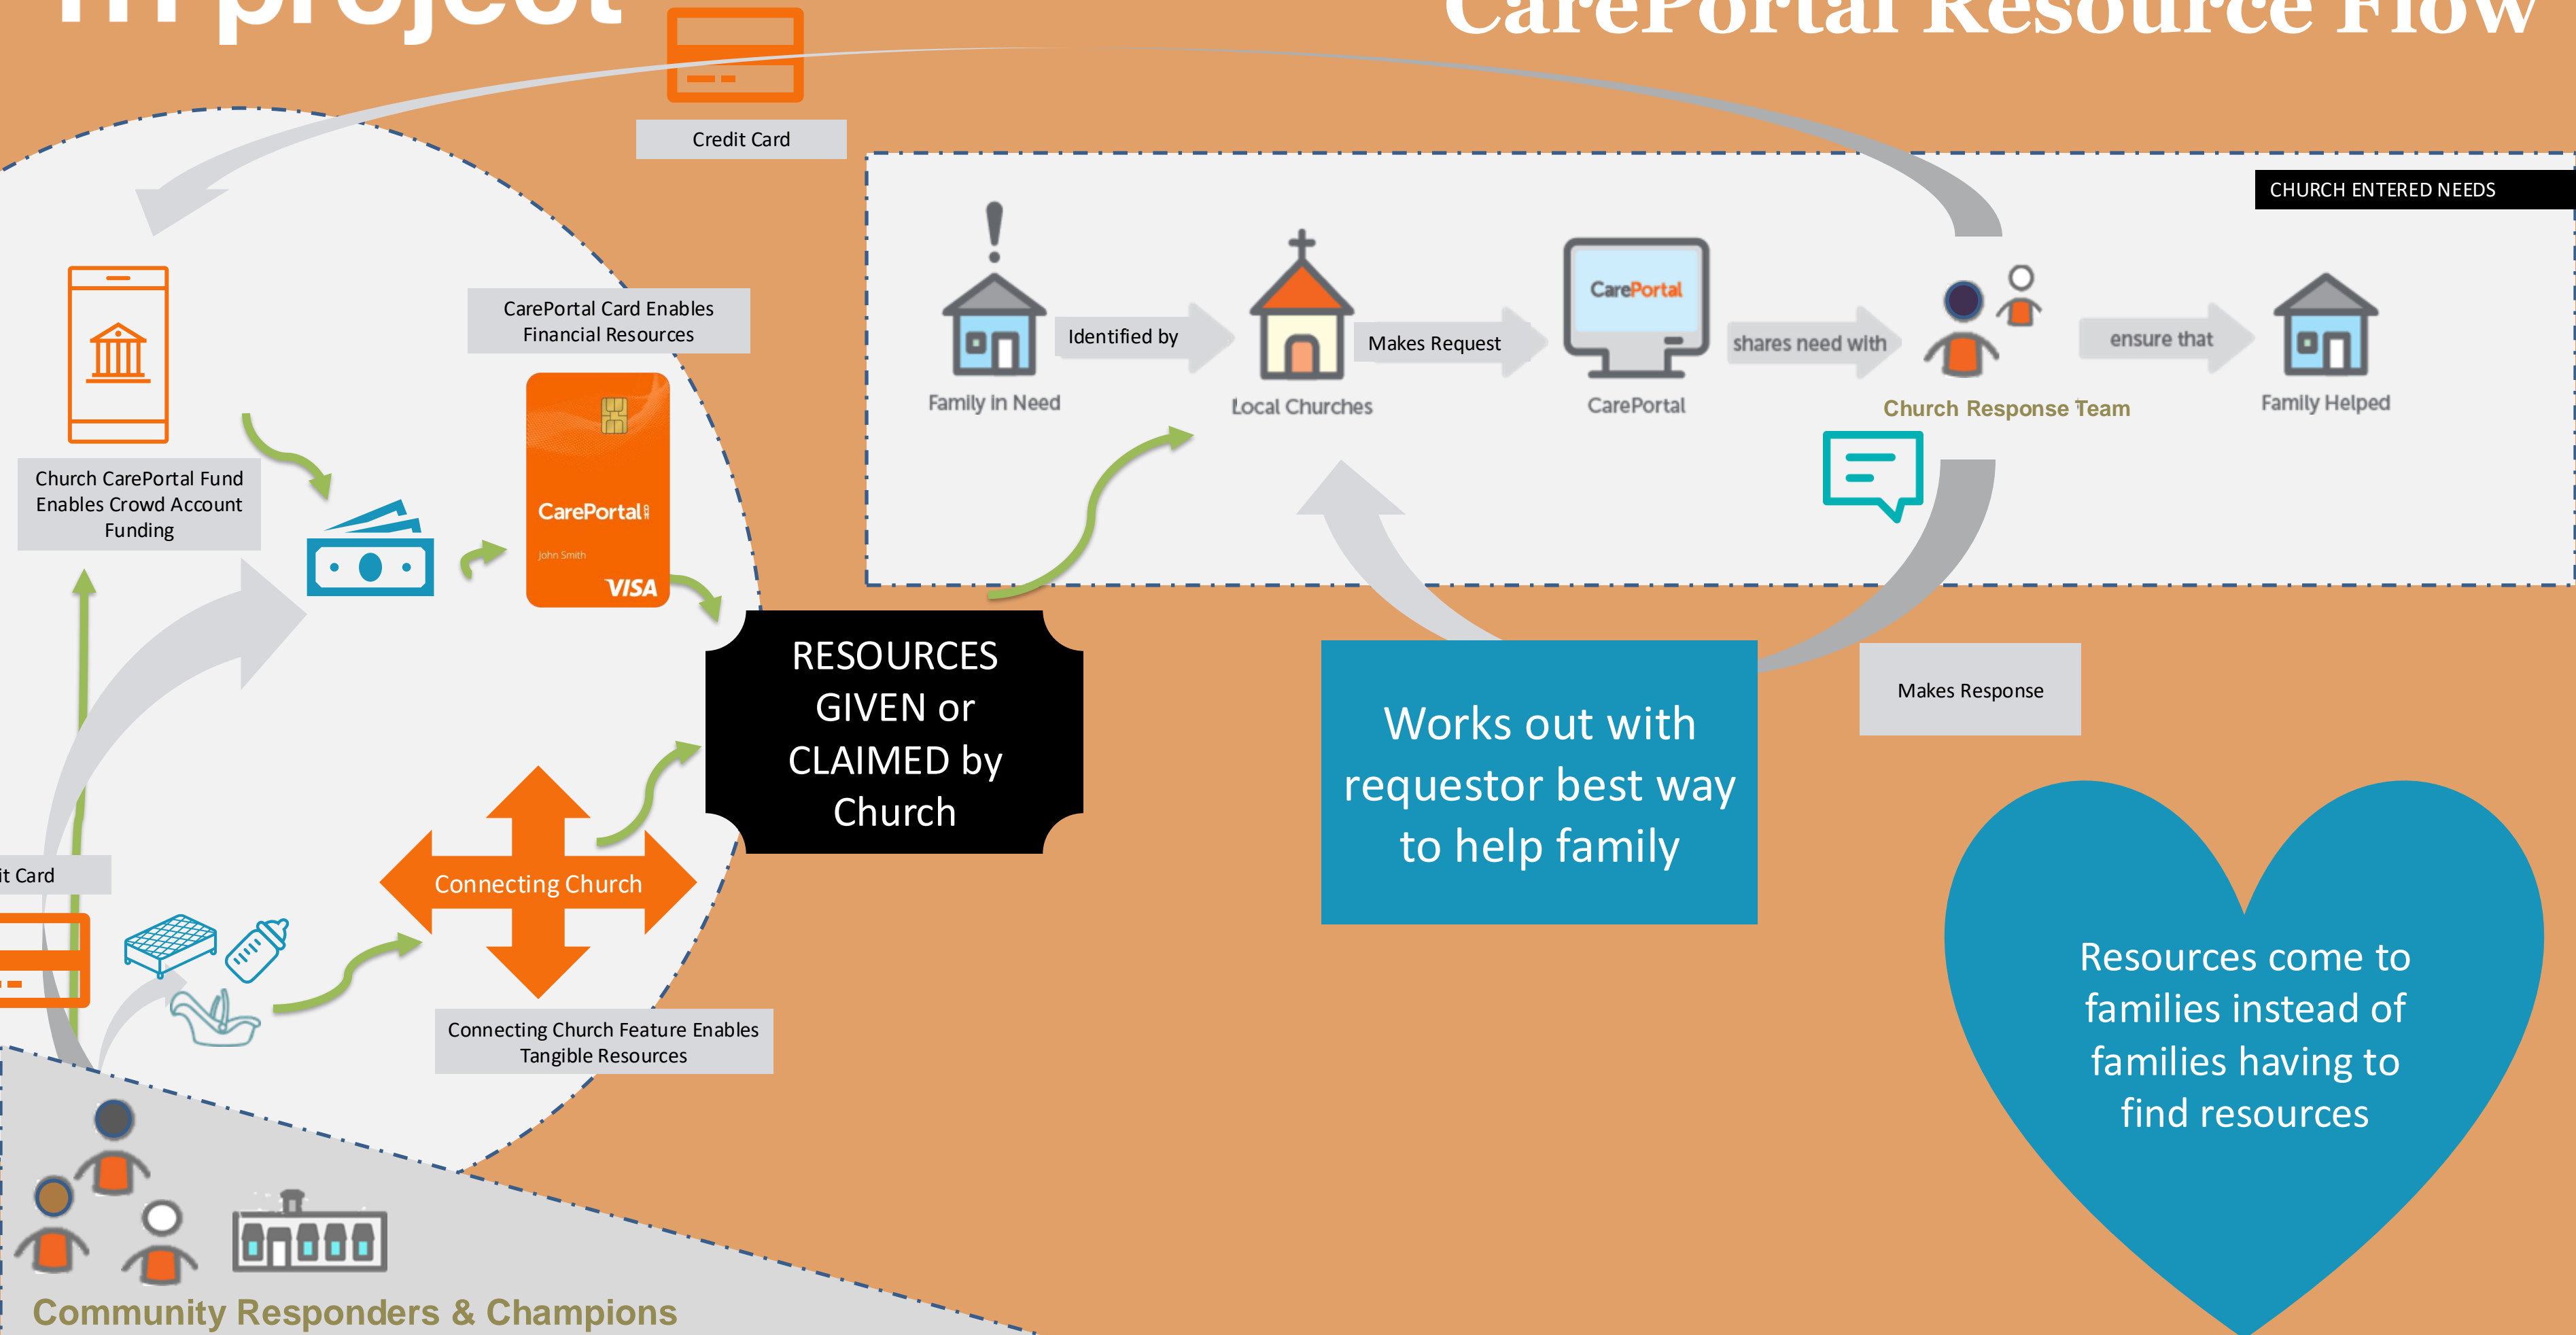 project
CarePortal Resource Flow
Credit Card
CHURCH ENTERED NEEDS
CarePortal
Identified by
Makes Request
shares need with
ensure that
Family in Need
Local Churches
CarePortal
Church Response Team
Family Helped
CarePortal Card Enables
Financial Resources
CarePortal
John Smith
VISA
Church CarePortal Fund
Enables Crowd Account
Funding
RESOURCES
GIVEN or
CLAIMED by
Church
Works out with
requestor best way
to help family
Makes Response
it Card
Connecting Church
Connecting Church Feature Enables
Tangible Resources
Resources come to
families instead of
families having to
find resources
Community Responders & Champions